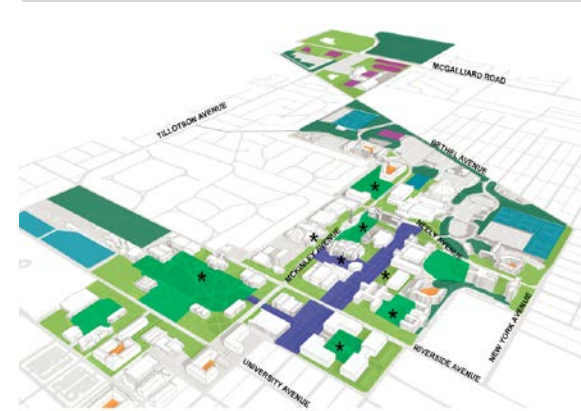 MCGALLIARD ROAD
TILLOTSON AVENUE
BETHEL AVENUE
NEELY AVENUE
MCKINLEY AVENUE
NEW YORK AVENUE
RIVERSIDE AVENUE
UNIVERSITY AVENUE